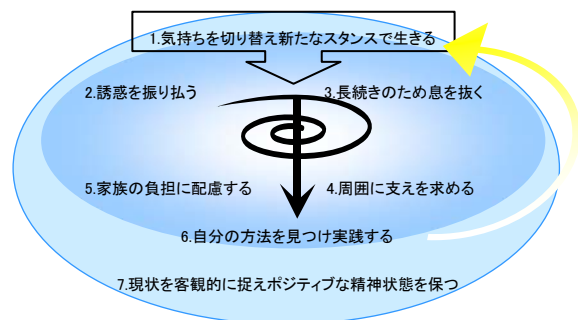 1.気持ちを切り替え新たなスタンスで生きる
2.誘惑を振り払う
3.長続きのため息を抜く
5.家族の負担に配慮する
4.周囲に支えを求める
6.自分の方法を見つけ実践する
7.現状を客観的に捉えポジティブな精神状態を保つ